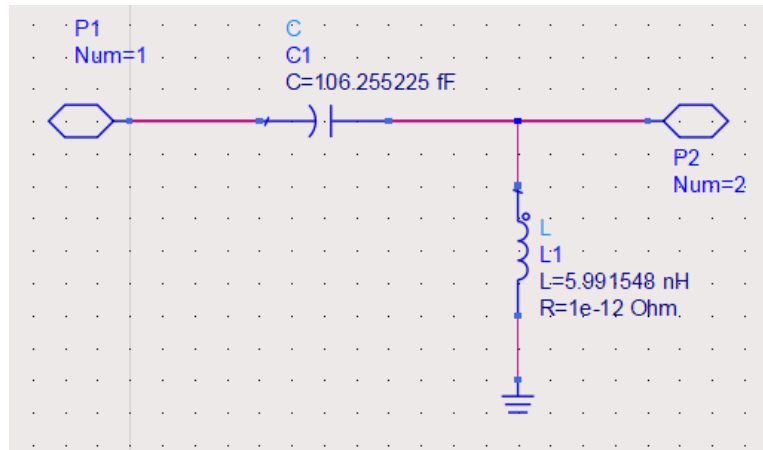 P1
Num=1
C
C1
C=106.255225 fF
P2
Num=2
L
L1
L=5.991548 nH
R=1e-12 Ohm